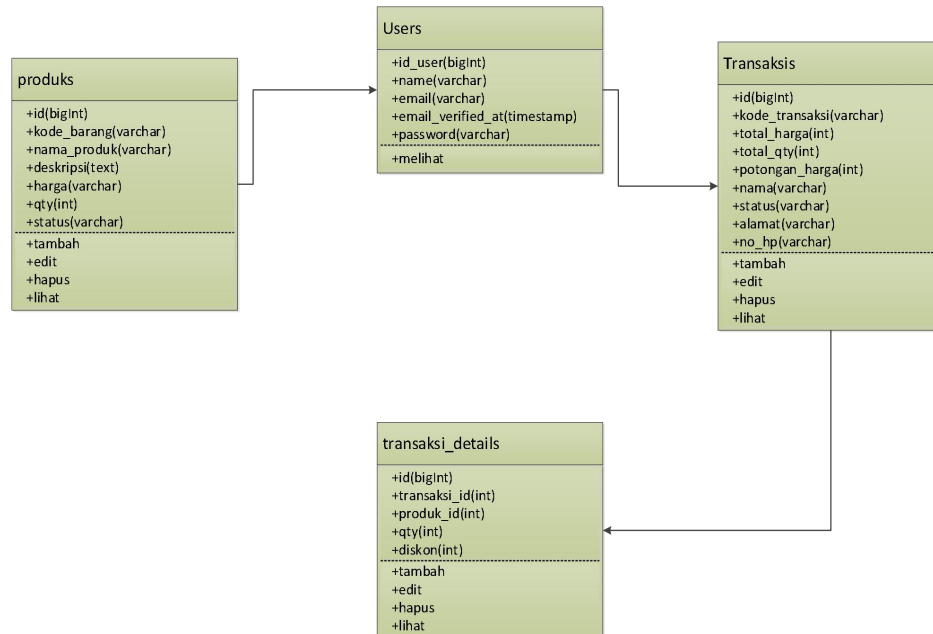 produks
+id(bigInt)
+kode_barang(varchar)
+nama_produk(varchar)
+deskripsi(text)
+harga(varchar)
+qty(int)
+status(varchar)
+tambah
+edit
+hapus
+lihat
Users
+id_user(bigInt)
+name(varchar)
+email(varchar)
+email_verified_at(timestamp)
+password(varchar)
+melihat
Transaksis
+id(bigInt)
+kode_transaksi(varchar)
+total_harga(int)
+total_qty(int)
+potongan_harga(int)
+nama(varchar)
+status(varchar)
+alamat(varchar)
+no_hp(varchar)
+tambah
+edit
+hapus
+lihat
transaksi_details
+id(bigInt)
+transaksi_id(int)
+produk_id(int)
+qty(int)
+diskon(int)
+tambah
+edit
+hapus
+lihat